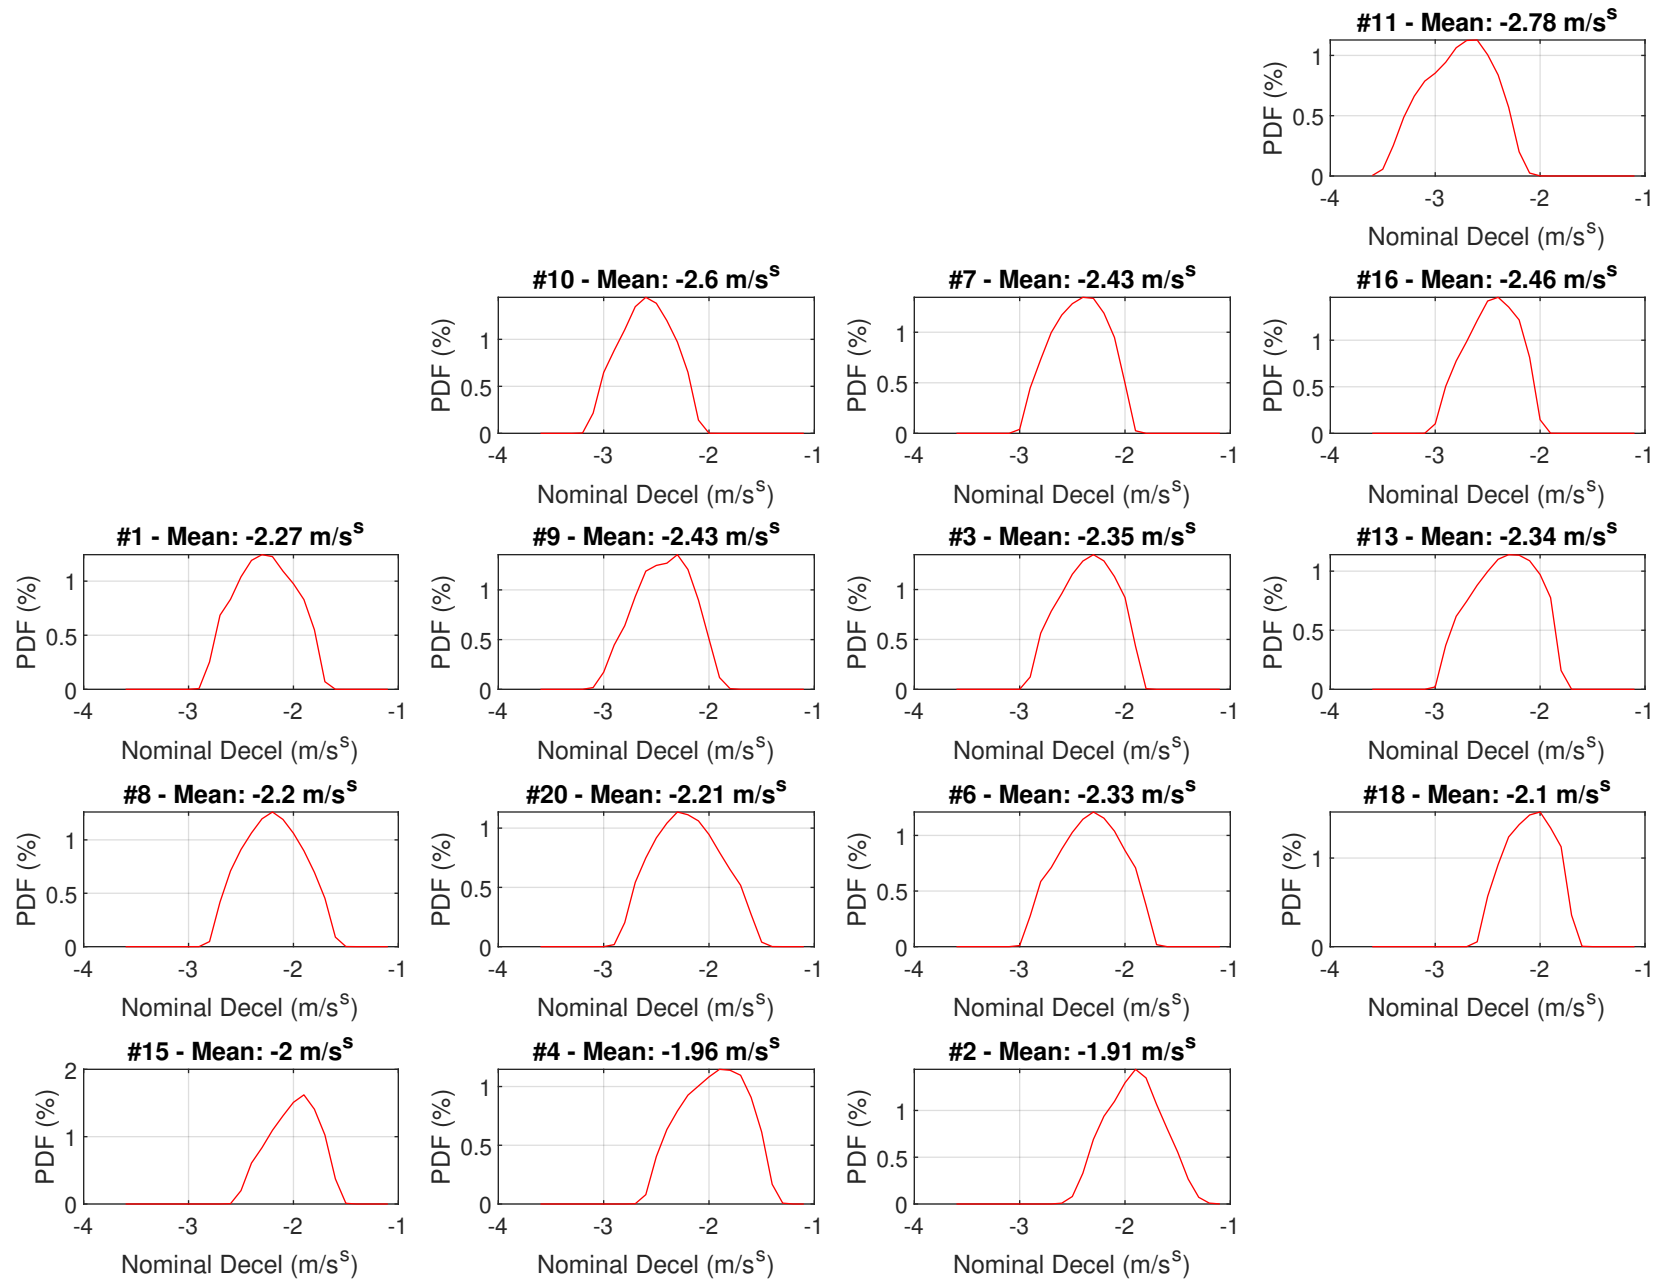 #11 - Mean: -2.78 m/s^s
PDF (%)
1
0.5
0
-4 -3 -2 -1
Nominal Decel (m/s^s)
#10 - Mean: -2.6 m/s^s
PDF (%)
1
0.5
0
-4 -3 -2 -1
Nominal Decel (m/s^s)
#7 - Mean: -2.43 m/s^s
PDF (%)
1
0.5
0
-4 -3 -2 -1
Nominal Decel (m/s^s)
#16 - Mean: -2.46 m/s^s
PDF (%)
1
0.5
0
-4 -3 -2 -1
Nominal Decel (m/s^s)
#1 - Mean: -2.27 m/s^s
PDF (%)
1
0.5
0
-4 -3 -2 -1
Nominal Decel (m/s^s)
#9 - Mean: -2.43 m/s^s
PDF (%)
1
0.5
0
-4 -3 -2 -1
Nominal Decel (m/s^s)
#3 - Mean: -2.35 m/s^s
PDF (%)
1
0.5
0
-4 -3 -2 -1
Nominal Decel (m/s^s)
#13 - Mean: -2.34 m/s^s
PDF (%)
1
0.5
0
-4 -3 -2 -1
Nominal Decel (m/s^s)
#8 - Mean: -2.2 m/s^s
PDF (%)
1
0.5
0
-4 -3 -2 -1
Nominal Decel (m/s^s)
#20 - Mean: -2.21 m/s^s
PDF (%)
1
0.5
0
-4 -3 -2 -1
Nominal Decel (m/s^s)
#6 - Mean: -2.33 m/s^s
PDF (%)
1
0.5
0
-4 -3 -2 -1
Nominal Decel (m/s^s)
#18 - Mean: -2.1 m/s^s
PDF (%)
1
0
-4 -3 -2 -1
Nominal Decel (m/s^s)
#15 - Mean: -2 m/s^s
PDF (%)
2
1
0
-4 -3 -2 -1
Nominal Decel (m/s^s)
#4 - Mean: -1.96 m/s^s
PDF (%)
1
0.5
0
-4 -3 -2 -1
Nominal Decel (m/s^s)
#2 - Mean: -1.91 m/s^s
PDF (%)
1
0.5
0
-4 -3 -2 -1
Nominal Decel (m/s^s)